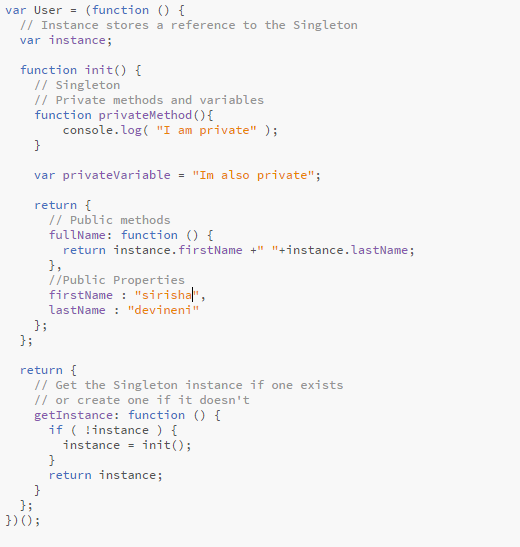 var User = (function () {
  // Instance stores a reference to the Singleton
  var instance;

  function init() {
    // Singleton
    // Private methods and variables
    function privateMethod(){
        console.log( "I am private" );
    }

    var privateVariable = "Im also private";

    return {
      // Public methods
      fullName: function () {
        return instance.firstName +" "+instance.lastName;
      },
      //Public Properties
      firstName : "sirisha",
      lastName : "devineni"
    };
  };

  return {
    // Get the Singleton instance if one exists
    // or create one if it doesn't
    getInstance: function () {
      if ( !instance ) {
        instance = init();
      }
      return instance;
    }
  };
})();